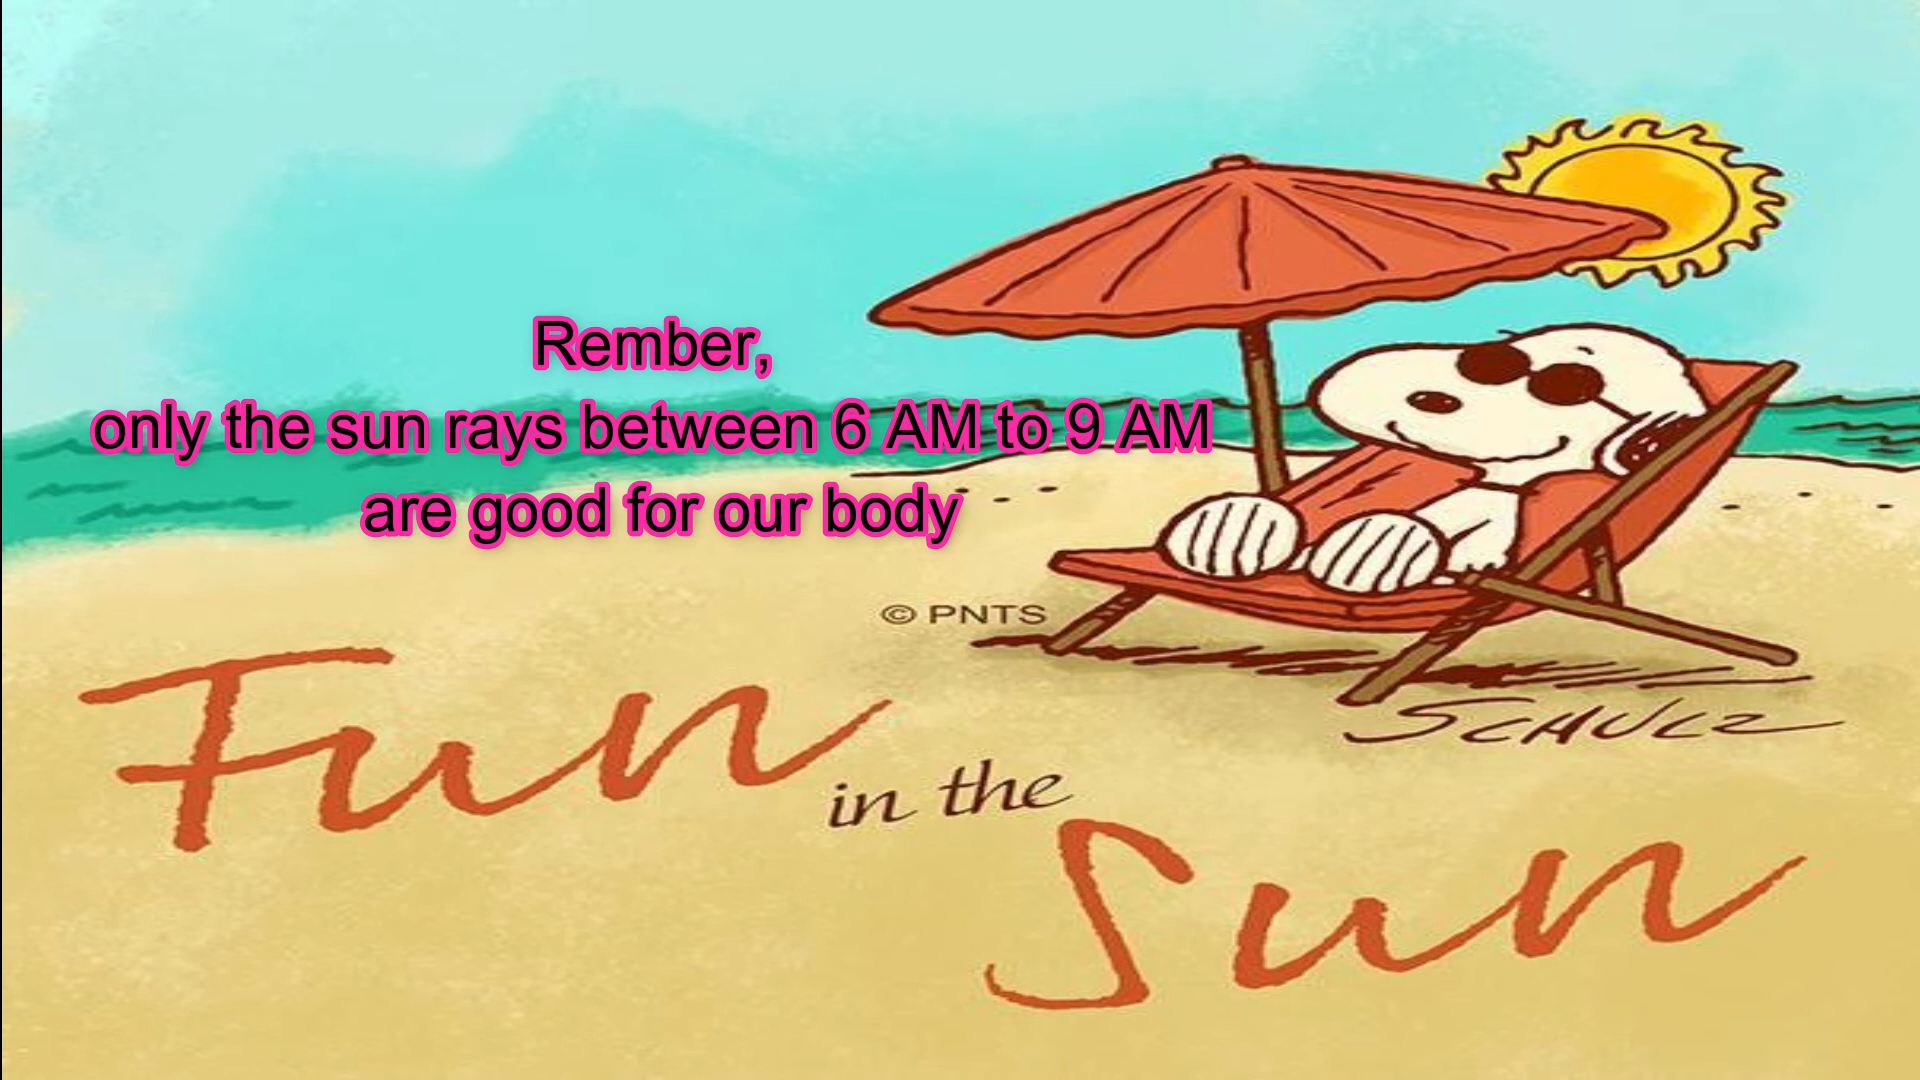 Rember,
only the sun rays between 6 AM to 9 AM
are good for our body
© PNTS
SCHULZ
Fun
in the
Sun